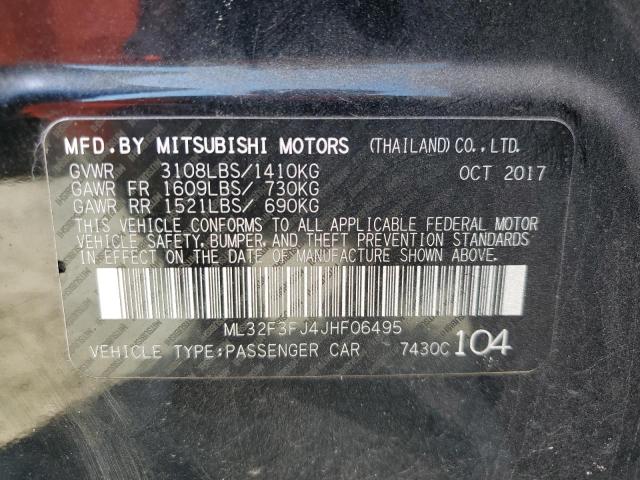 MFD.BY MITSUBISHI MOTORS (THAILAND) CO., LTD.
GVWR 3108LBS/1410KG OCT 2017
GAWR FR 1609LBS/ 730KG
GAWR RR 1521LBS/ 690KG
THIS VEHICLE CONFORMS TO ALL APPLICABLE FEDERAL MOTOR
VEHICLE SAFETY, BUMPER, AND THEFT PREVENTION STANDARDS
IN EFFECT ON THE DATE OF MANUFACTURE SHOWN ABOVE.
ML32F3FJ4JHF06495
VEHICLE TYPE:PASSENGER CAR 7430C 104